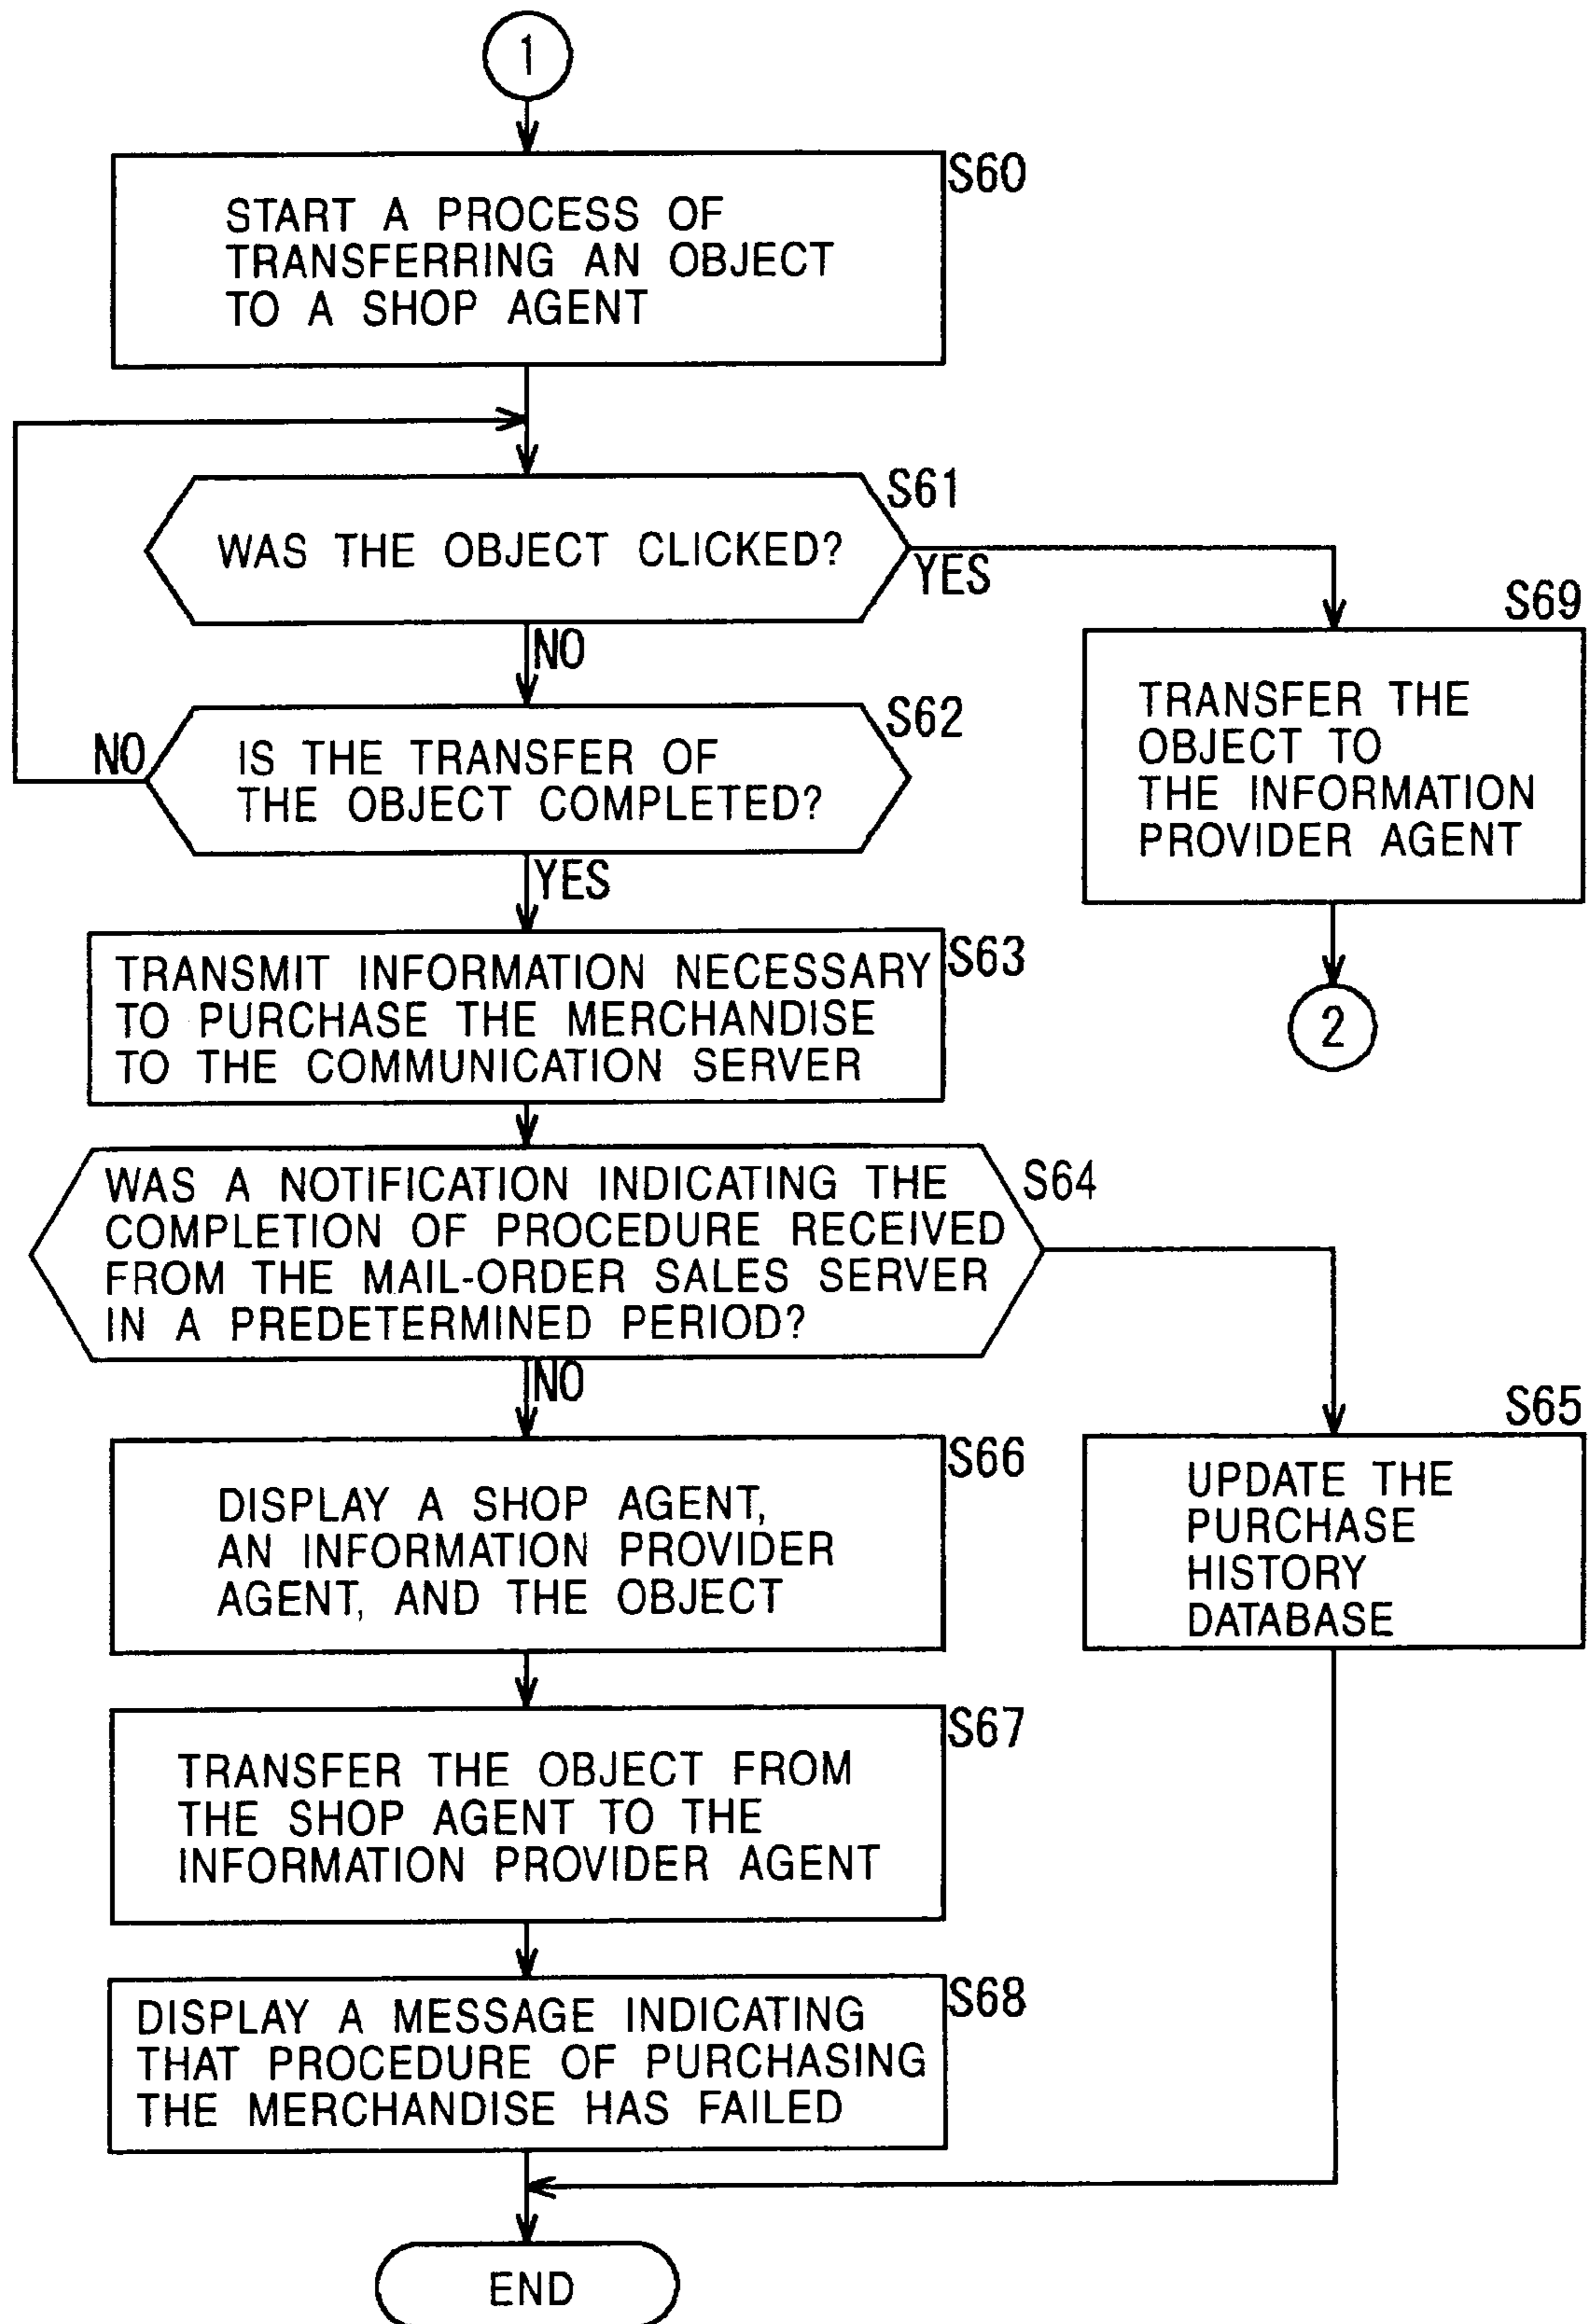 1
S60
START A PROCESS OF
TRANSFERRING AN OBJECT
TO A SHOP AGENT
S61
WAS THE OBJECT CLICKED?
YES
NO
S69
TRANSFER THE
OBJECT TO
THE INFORMATION
PROVIDER AGENT
2
S62
IS THE TRANSFER OF
THE OBJECT COMPLETED?
NO
YES
S63
TRANSMIT INFORMATION NECESSARY
TO PURCHASE THE MERCHANDISE
TO THE COMMUNICATION SERVER
S64
WAS A NOTIFICATION INDICATING THE
COMPLETION OF PROCEDURE RECEIVED
FROM THE MAIL-ORDER SALES SERVER
IN A PREDETERMINED PERIOD?
NO
S65
UPDATE THE
PURCHASE
HISTORY
DATABASE
S66
DISPLAY A SHOP AGENT,
AN INFORMATION PROVIDER
AGENT, AND THE OBJECT
S67
TRANSFER THE OBJECT FROM
THE SHOP AGENT TO THE
INFORMATION PROVIDER AGENT
S68
DISPLAY A MESSAGE INDICATING
THAT PROCEDURE OF PURCHASING
THE MERCHANDISE HAS FAILED
END